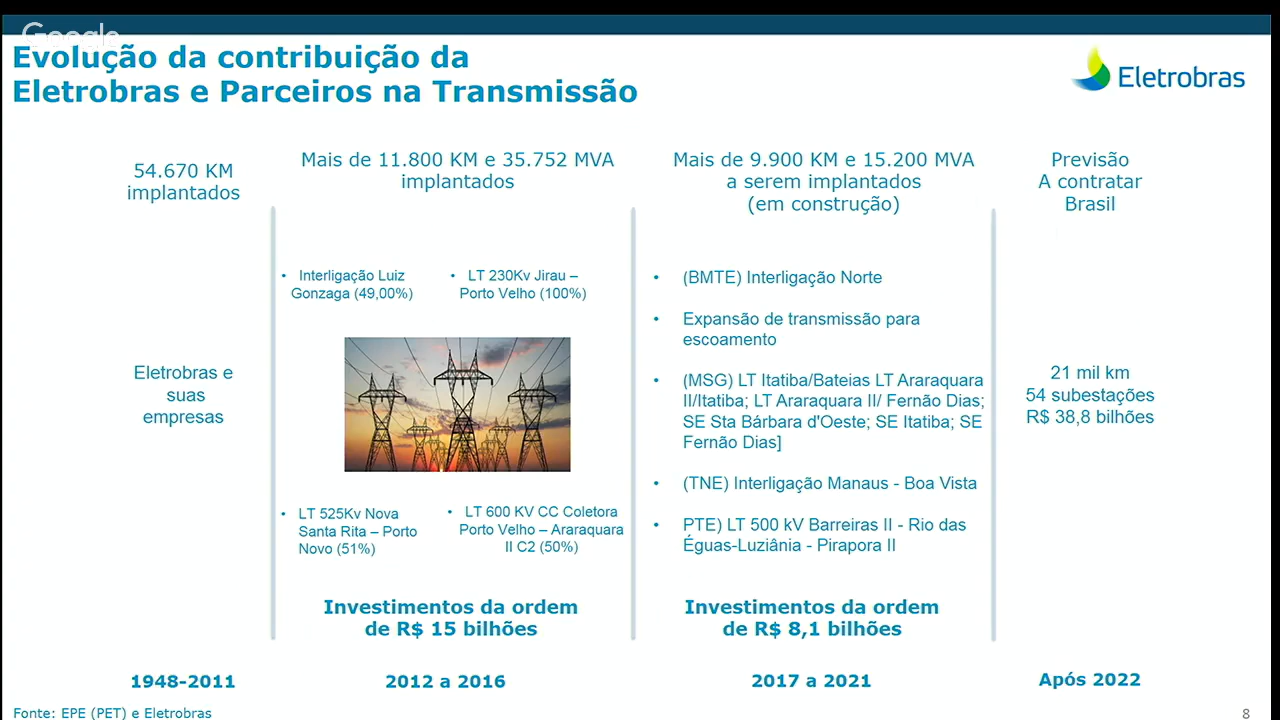 Google
Evolução da contribuição da
Eletrobras e Parceiros na Transmissão
Eletrobras
54.670 KM
implantados
Eletrobras e
suas
empresas
1948-2011
Mais de 11.800 KM e 35.752 MVA
implantados
• Interligação Luiz
Gonzaga (49,00%)
• LT 230Kv Jirau –
Porto Velho (100%)
• LT 525Kv Nova
Santa Rita – Porto
Novo (51%)
• LT 600 KV CC Coletora
Porto Velho – Araraquara
II C2 (50%)
Investimentos da ordem
de R$ 15 bilhões
2012 a 2016
Mais de 9.900 KM e 15.200 MVA
a serem implantados
(em construção)
• (BMTE) Interligação Norte
• Expansão de transmissão para
escoamento
• (MSG) LT Itatiba/Bateias LT Araraquara
II/Itatiba; LT Araraquara II/ Fernão Dias;
SE Sta Bárbara d'Oeste; SE Itatiba; SE
Fernão Dias]
• (TNE) Interligação Manaus - Boa Vista
• PTE) LT 500 kV Barreiras II - Rio das
Éguas-Luziânia - Pirapora II
Investimentos da ordem
de R$ 8,1 bilhões
2017 a 2021
Previsão
A contratar
Brasil
21 mil km
54 subestações
R$ 38,8 bilhões
Após 2022
Fonte: EPE (PET) e Eletrobras
8